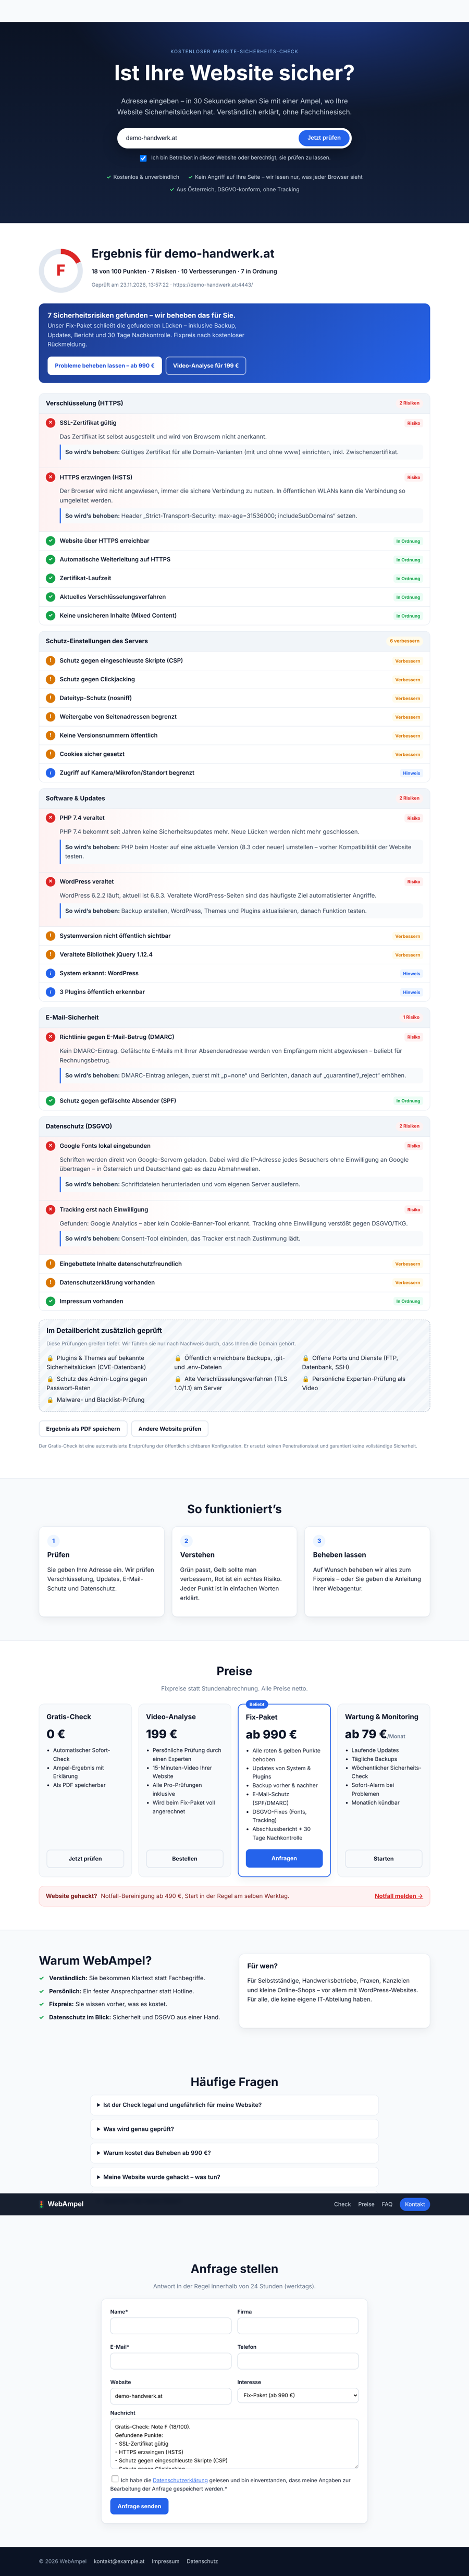 KOSTENLOSER WEBSITE-SICHERHEITS-CHECK
Ist Ihre Website sicher?
Adresse eingeben – in 30 Sekunden sehen Sie mit einer Ampel, wo Ihre
Website Sicherheitslücken hat. Verständlich erklärt, ohne Fachchinesisch.
demo-handwerk.at
Jetzt prüfen
Ich bin Betreiber:in dieser Website oder berechtigt, sie prüfen zu lassen.
✓ Kostenlos & unverbindlich ✓ Kein Angriff auf Ihre Seite – wir lesen nur, was jeder Browser sieht
✓ Aus Österreich, DSGVO-konform, ohne Tracking
F
Ergebnis für demo-handwerk.at
18 von 100 Punkten · 7 Risiken · 10 Verbesserungen · 7 in Ordnung
Geprüft am 23.11.2026, 13:57:22 · https://demo-handwerk.at:4443/
7 Sicherheitsrisiken gefunden – wir beheben das für Sie.
Unser Fix-Paket schließt die gefundenen Lücken – inklusive Backup,
Updates, Bericht und 30 Tage Nachkontrolle. Fixpreis nach kostenloser
Rückmeldung.
Probleme beheben lassen – ab 990 €
Video-Analyse für 199 €
Verschlüsselung (HTTPS)
2 Risiken
SSL-Zertifikat gültig
Risiko
Das Zertifikat ist selbst ausgestellt und wird von Browsern nicht anerkannt.
So wird's behoben: Gültiges Zertifikat für alle Domain-Varianten (mit und ohne www) einrichten, inkl. Zwischenzertifikat.
HTTPS erzwingen (HSTS)
Risiko
Der Browser wird nicht angewiesen, immer die sichere Verbindung zu nutzen. In öffentlichen WLANs kann die Verbindung so
umgeleitet werden.
So wird's behoben: Header „Strict-Transport-Security: max-age=31536000; includeSubDomains" setzen.
Website über HTTPS erreichbar
In Ordnung
Automatische Weiterleitung auf HTTPS
In Ordnung
Zertifikat-Laufzeit
In Ordnung
Aktuelles Verschlüsselungsverfahren
In Ordnung
Keine unsicheren Inhalte (Mixed Content)
In Ordnung
Schutz-Einstellungen des Servers
6 verbessern
Schutz gegen eingeschleuste Skripte (CSP)
Verbessern
Schutz gegen Clickjacking
Verbessern
Dateityp-Schutz (nosniff)
Verbessern
Weitergabe von Seitenadressen begrenzt
Verbessern
Keine Versionsnummern öffentlich
Verbessern
Cookies sicher gesetzt
Verbessern
Zugriff auf Kamera/Mikrofon/Standort begrenzt
Hinweis
Software & Updates
2 Risiken
PHP 7.4 veraltet
Risiko
PHP 7.4 bekommt seit Jahren keine Sicherheitsupdates mehr. Neue Lücken werden nicht mehr geschlossen.
So wird's behoben: PHP beim Hoster auf eine aktuelle Version (8.3 oder neuer) umstellen – vorher Kompatibilität der Website
testen.
WordPress veraltet
Risiko
WordPress 6.2.2 läuft, aktuell ist 6.8.3. Veraltete WordPress-Seiten sind das häufigste Ziel automatisierter Angriffe.
So wird's behoben: Backup erstellen, WordPress, Themes und Plugins aktualisieren, danach Funktion testen.
Systemversion nicht öffentlich sichtbar
Verbessern
Veraltete Bibliothek jQuery 1.12.4
Verbessern
System erkannt: WordPress
Hinweis
3 Plugins öffentlich erkennbar
Hinweis
E-Mail-Sicherheit
1 Risiko
Richtlinie gegen E-Mail-Betrug (DMARC)
Risiko
Kein DMARC-Eintrag. Gefälschte E-Mails mit Ihrer Absenderadresse werden von Empfängern nicht abgewiesen – beliebt für
Rechnungsbetrug.
So wird's behoben: DMARC-Eintrag anlegen, zuerst mit „p=none" und Berichten, danach auf „quarantine"/„reject" erhöhen.
Schutz gegen gefälschte Absender (SPF)
In Ordnung
Datenschutz (DSGVO)
2 Risiken
Google Fonts lokal eingebunden
Risiko
Schriften werden direkt von Google-Servern geladen. Dabei wird die IP-Adresse jedes Besuchers ohne Einwilligung an Google
übertragen – in Österreich und Deutschland gab es dazu Abmahnwellen.
So wird's behoben: Schriftdateien herunterladen und vom eigenen Server ausliefern.
Tracking erst nach Einwilligung
Risiko
Gefunden: Google Analytics – aber kein Cookie-Banner-Tool erkannt. Tracking ohne Einwilligung verstößt gegen DSGVO/TKG.
So wird's behoben: Consent-Tool einbinden, das Tracker erst nach Zustimmung lädt.
Eingebettete Inhalte datenschutzfreundlich
Verbessern
Datenschutzerklärung vorhanden
Verbessern
Impressum vorhanden
In Ordnung
Im Detailbericht zusätzlich geprüft
Diese Prüfungen greifen tiefer. Wir führen sie nur nach Nachweis durch, dass Ihnen die Domain gehört.
Plugins & Themes auf bekannte
Sicherheitslücken (CVE-Datenbank)
Öffentlich erreichbare Backups, .git-
und .env-Dateien
Offene Ports und Dienste (FTP,
Datenbank, SSH)
Schutz des Admin-Logins gegen
Passwort-Raten
Alte Verschlüsselungsverfahren (TLS
1.0/1.1) am Server
Persönliche Experten-Prüfung als
Video
Malware- und Blacklist-Prüfung
Ergebnis als PDF speichern
Andere Website prüfen
Der Gratis-Check ist eine automatisierte Erstprüfung der öffentlich sichtbaren Konfiguration. Er ersetzt keinen Penetrationstest und garantiert keine vollständige Sicherheit.
So funktioniert's
1
Prüfen
Sie geben Ihre Adresse ein. Wir prüfen
Verschlüsselung, Updates, E-Mail-
Schutz und Datenschutz.
2
Verstehen
Grün passt, Gelb sollte man
verbessern, Rot ist ein echtes Risiko.
Jeder Punkt ist in einfachen Worten
erklärt.
3
Beheben lassen
Auf Wunsch beheben wir alles zum
Fixpreis – oder Sie geben die Anleitung
Ihrer Webagentur.
Preise
Fixpreise statt Stundenabrechnung. Alle Preise netto.
Gratis-Check
0 €
Automatischer Sofort-
Check
Ampel-Ergebnis mit
Erklärung
Als PDF speicherbar
Jetzt prüfen
Video-Analyse
199 €
Persönliche Prüfung durch
einen Experten
15-Minuten-Video Ihrer
Website
Alle Pro-Prüfungen
inklusive
Wird beim Fix-Paket voll
angerechnet
Bestellen
Beliebt
Fix-Paket
ab 990 €
Alle roten & gelben Punkte
behoben
Updates von System &
Plugins
Backup vorher & nachher
E-Mail-Schutz
(SPF/DMARC)
DSGVO-Fixes (Fonts,
Tracking)
Abschlussbericht + 30
Tage Nachkontrolle
Anfragen
Wartung & Monitoring
ab 79 €/Monat
Laufende Updates
Tägliche Backups
Wöchentlicher Sicherheits-
Check
Sofort-Alarm bei
Problemen
Monatlich kündbar
Starten
Website gehackt? Notfall-Bereinigung ab 490 €, Start in der Regel am selben Werktag.
Notfall melden →
Warum WebAmpel?
✓ Verständlich: Sie bekommen Klartext statt Fachbegriffe.
✓ Persönlich: Ein fester Ansprechpartner statt Hotline.
✓ Fixpreis: Sie wissen vorher, was es kostet.
✓ Datenschutz im Blick: Sicherheit und DSGVO aus einer Hand.
Für wen?
Für Selbstständige, Handwerksbetriebe, Praxen, Kanzleien
und kleine Online-Shops – vor allem mit WordPress-Websites.
Für alle, die keine eigene IT-Abteilung haben.
Häufige Fragen
Ist der Check legal und ungefährlich für meine Website?
Was wird genau geprüft?
Warum kostet das Beheben ab 990 €?
Meine Website wurde gehackt – was tun?
WebAmpel
Check Preise FAQ Kontakt
Anfrage stellen
Antwort in der Regel innerhalb von 24 Stunden (werktags).
Name*
Firma
E-Mail*
Telefon
Website
Interesse
demo-handwerk.at
Fix-Paket (ab 990 €)
Nachricht
Gratis-Check: Note F (18/100).
Gefundene Punkte:
- SSL-Zertifikat gültig
- HTTPS erzwingen (HSTS)
- Schutz gegen eingeschleuste Skripte (CSP)
- Schutz gegen Clickjacking
Ich habe die Datenschutzerklärung gelesen und bin einverstanden, dass meine Angaben zur
Bearbeitung der Anfrage gespeichert werden.*
Anfrage senden
© 2026 WebAmpel kontakt@example.at Impressum Datenschutz